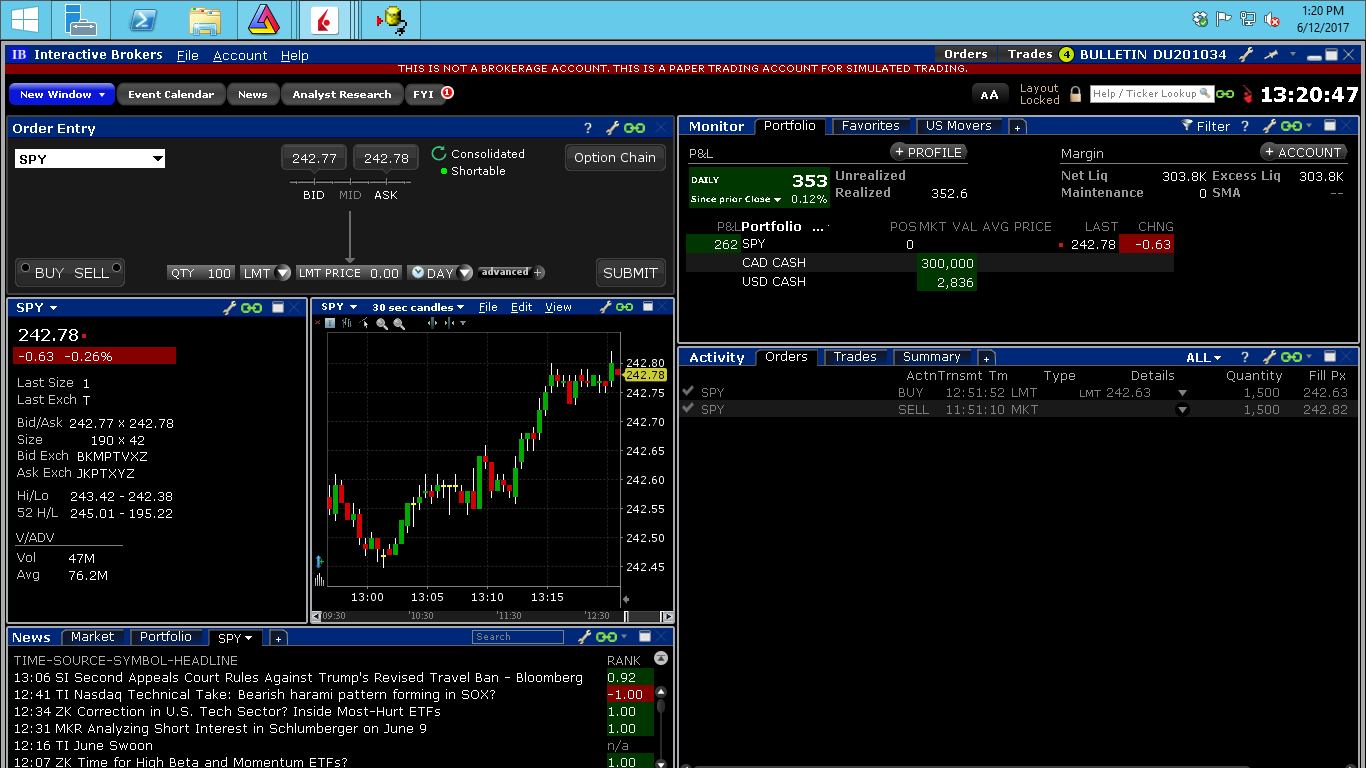 1:20 PM
6/12/2017
IB Interactive Brokers File Account Help
Orders Trades 4 BULLETIN DU201034
THIS IS NOT A BROKERAGE ACCOUNT. THIS IS A PAPER TRADING ACCOUNT FOR SIMULATED TRADING.
New Window Event Calendar News Analyst Research FYI 1
AA Layout Locked Help / Ticker Lookup 13:20:47
Order Entry ?
SPY 242.77 242.78 Consolidated Option Chain
Shortable
BID MID ASK
BUY SELL QTY 100 LMT LMT PRICE 0.00 DAY advanced + SUBMIT
SPY
242.78
-0.63 -0.26%
Last Size 1
Last Exch T
Bid/Ask 242.77 x 242.78
Size 190 x 42
Bid Exch BKMPTVXZ
Ask Exch JKPTXYZ
Hi/Lo 243.42 - 242.38
52 H/L 245.01 - 195.22
V/ADV
Vol 47M
Avg 76.2M
SPY 30 sec candles File Edit View
242.80
242.78
242.75
242.70
242.65
242.60
242.55
242.50
242.45
13:00 13:05 13:10 13:15
09:30 10:30 11:30 12:30
News Market Portfolio SPY + Search
TIME-SOURCE-SYMBOL-HEADLINE RANK
13:06 SI Second Appeals Court Rules Against Trump's Revised Travel Ban – Bloomberg 0.92
12:41 TI Nasdaq Technical Take: Bearish harami pattern forming in SOX? -1.00
12:34 ZK Correction in U.S. Tech Sector? Inside Most-Hurt ETFs 1.00
12:31 MKR Analyzing Short Interest in Schlumberger on June 9 1.00
12:16 TI June Swoon n/a
12:07 ZK Time for High Beta and Momentum ETFs? 1.00
Monitor Portfolio Favorites US Movers + Filter ?
P&L + PROFILE Margin + ACCOUNT
DAILY 353 Unrealized Net Liq 303.8K Excess Liq 303.8K
Since prior Close 0.12% Realized 352.6 Maintenance 0 SMA --
P&L Portfolio ... POS MKT VAL AVG PRICE LAST CHNG
262 SPY 0 242.78 -0.63
CAD CASH 300,000
USD CASH 2,836
Activity Orders Trades Summary + ALL ?
Actn Trnsmt Tm Type Details Quantity Fill Px
SPY BUY 12:51:52 LMT LMT 242.63 1,500 242.63
SPY SELL 11:51:10 MKT 1,500 242.82